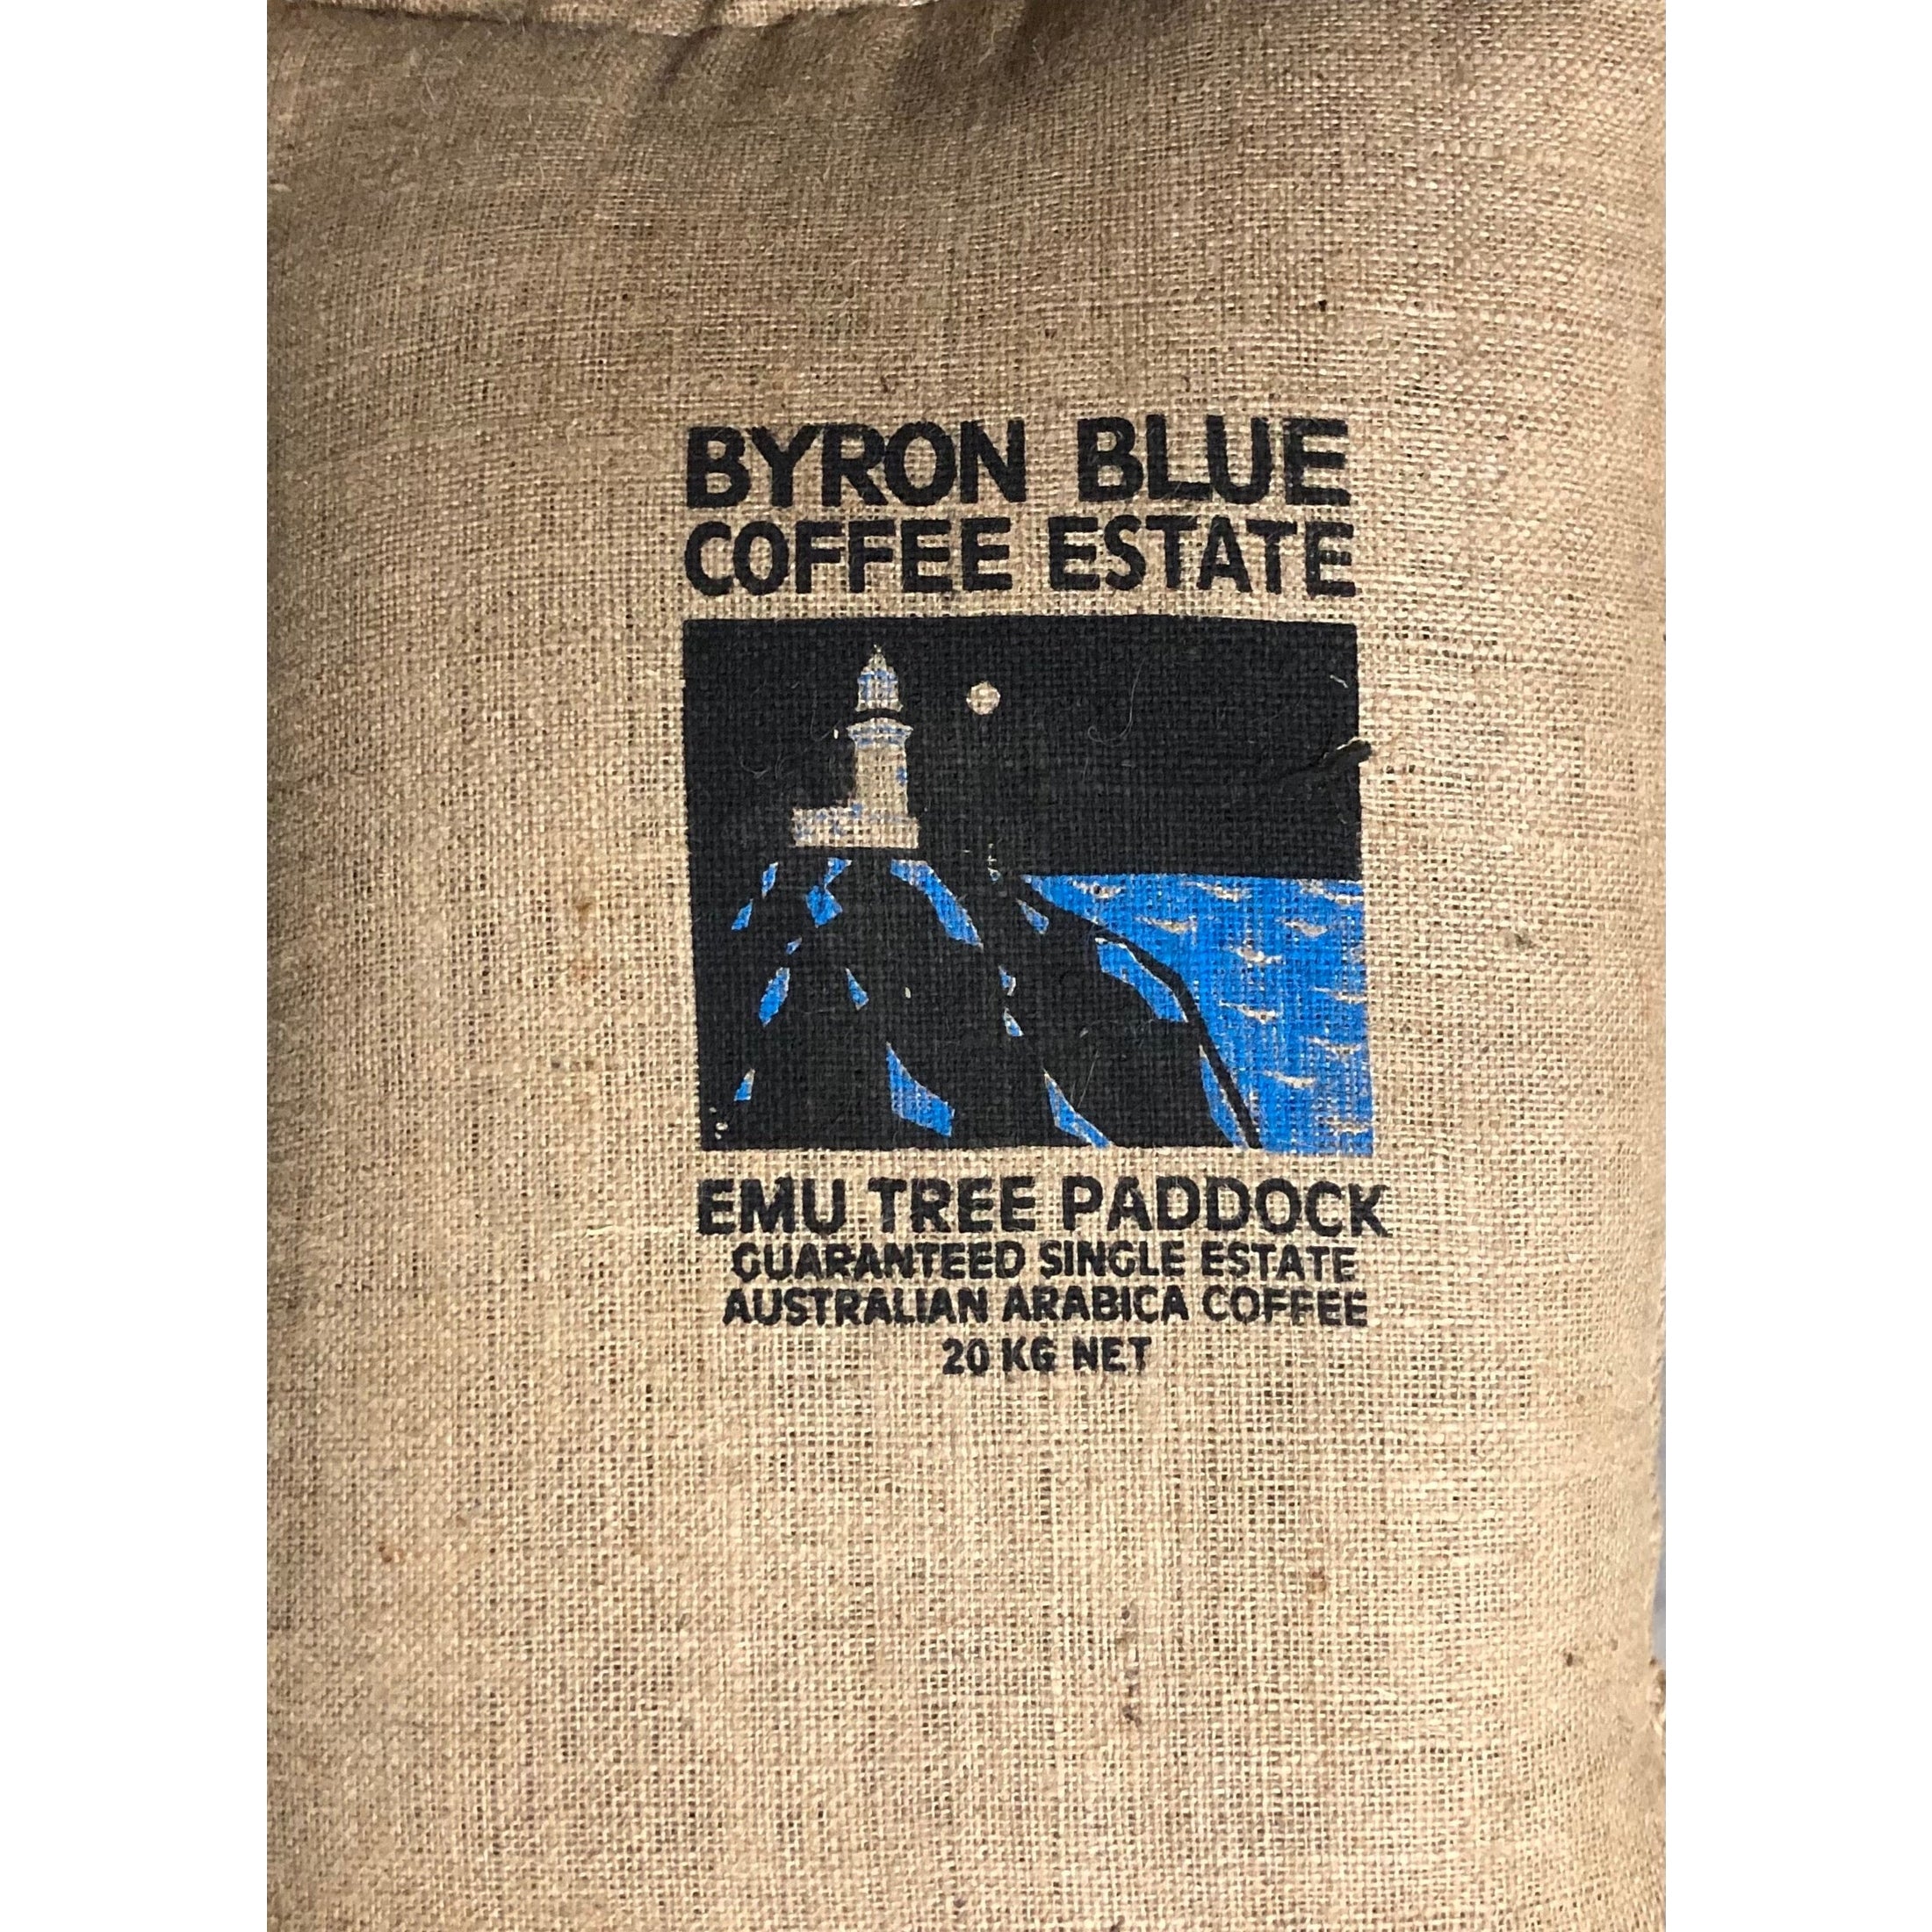 BYRON BLUE
COFFEE ESTATE
EMU TREE PADDOCK
GUARANTEED SINGLE ESTATE
AUSTRALIAN ARABICA COFFEE
20 KG NET